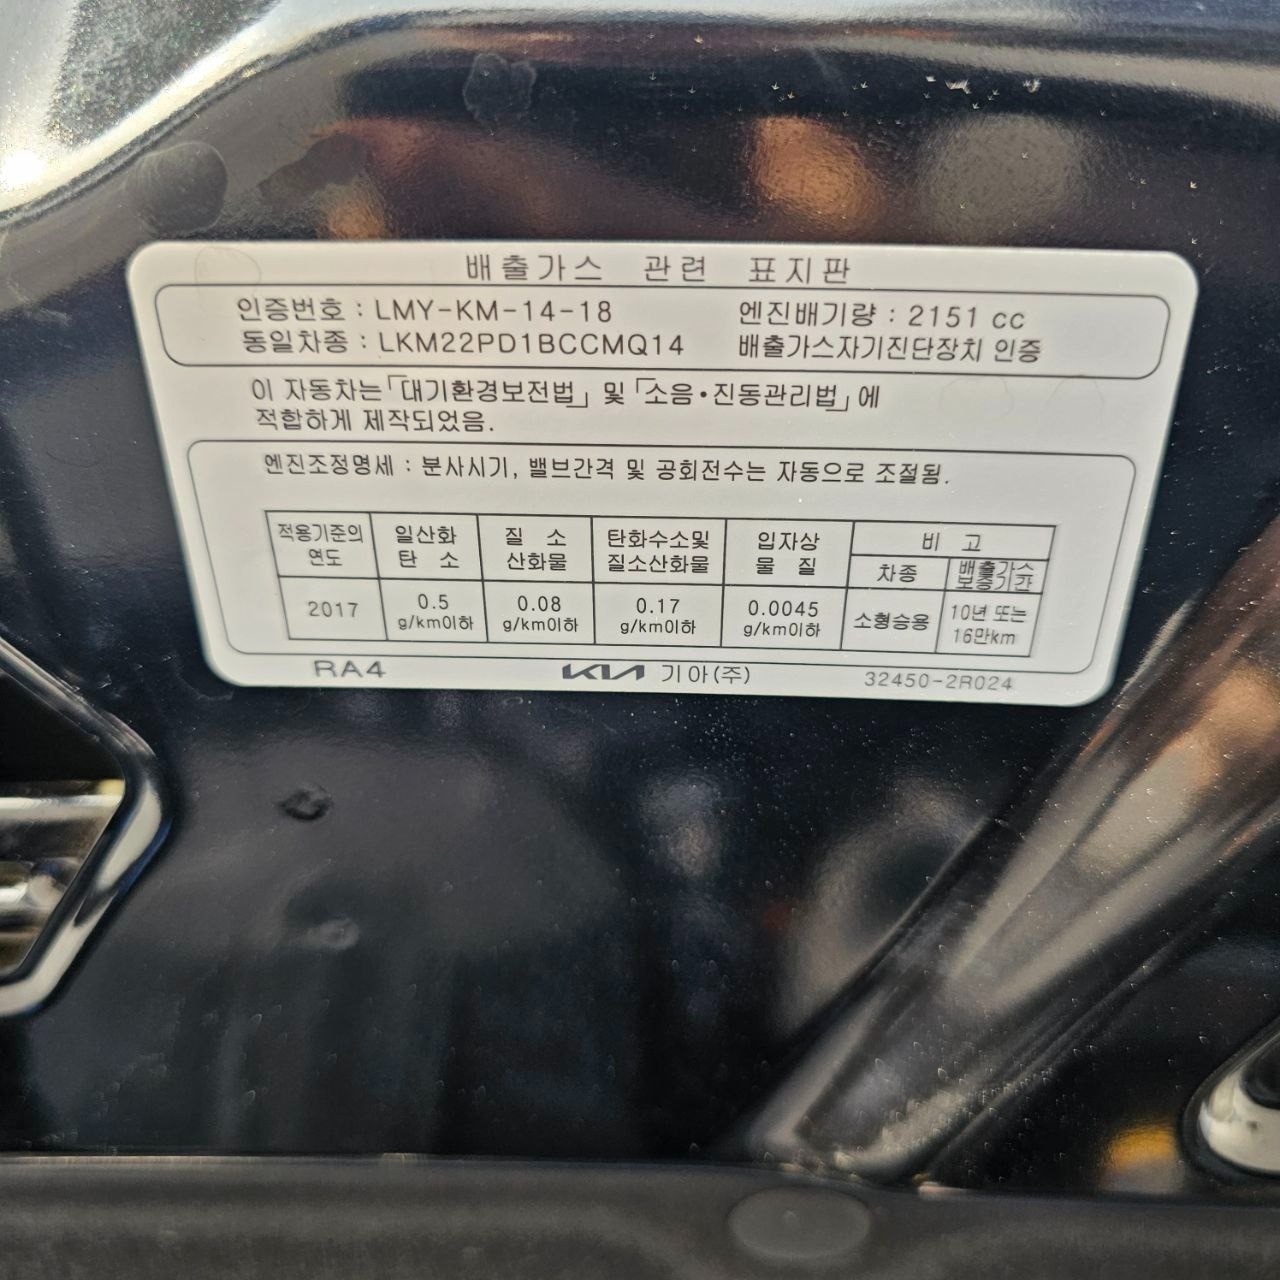 배출가스 관련 표지판
인증번호 : LMY-KM-14-18 엔진배기량 : 2151 cc
동일차종 : LKM22PD1BCCMQ14 배출가스자기진단장치 인증
이 자동차는「대기환경보전법」 및 「소음·진동관리법」에
적합하게 제작되었음.
엔진조정명세 : 분사시기, 밸브간격 및 공회전수는 자동으로 조절됨.
적용기준의 연도 일산화 탄소 질소 산화물 탄화수소및 질소산화물 입자상 물질 비고
차종 배출가스 보증기간
2017 0.5 g/km이하 0.08 g/km이하 0.17 g/km이하 0.0045 g/km이하 소형승용 10년 또는 16만km
RA4 KIA 기아(주) 32450-2R024